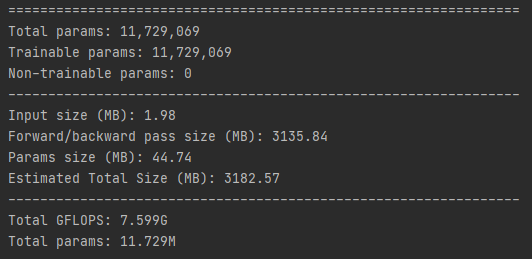 ================================================================
Total params: 11,729,069
Trainable params: 11,729,069
Non-trainable params: 0
----------------------------------------------------------------
Input size (MB): 1.98
Forward/backward pass size (MB): 3135.84
Params size (MB): 44.74
Estimated Total Size (MB): 3182.57
----------------------------------------------------------------
Total GFLOPS: 7.599G
Total params: 11.729M